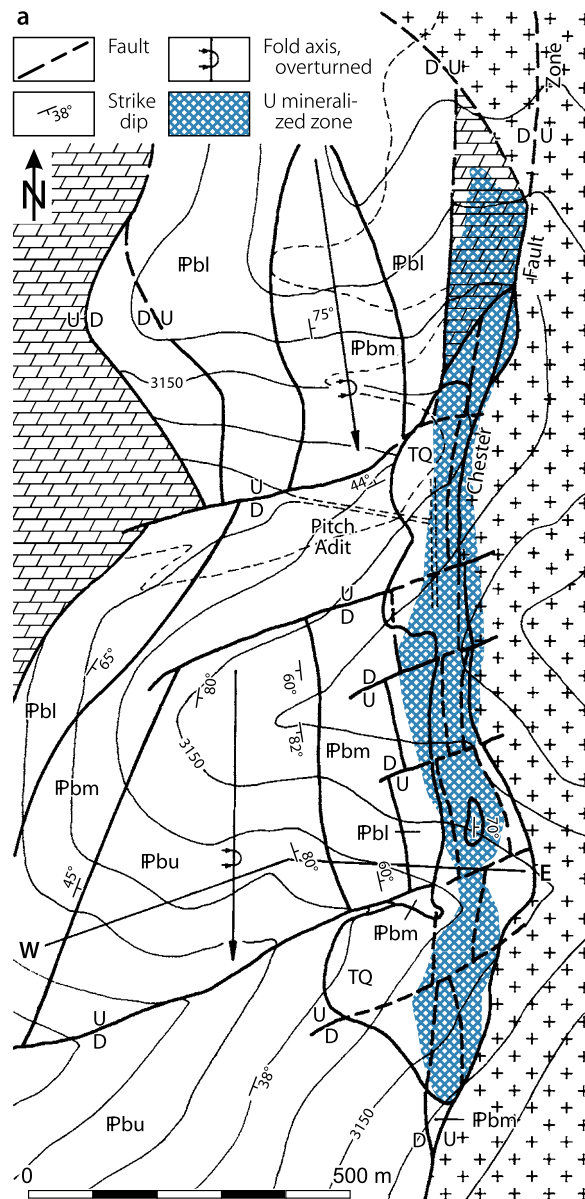 a
Fault
Fold axis,
overturned
38°
Strike
dip
U minerali-
zed zone
N
D U
Zone
D U
ℙbl
ℙbl
Fault
U D
D U
75°
ℙbm
3150
TQ
Chester
44°
U
D
Pitch
Adit
U
D
65°
80°
60°
D
U
ℙbl
82°
3150
ℙbm
D
U
ℙbm
ℙbl
70°
ℙbu
80°
60°
E
45°
W
ℙbm
TQ
U
D
U
D
38°
3150
ℙbu
ℙbm
D U
0
500 m